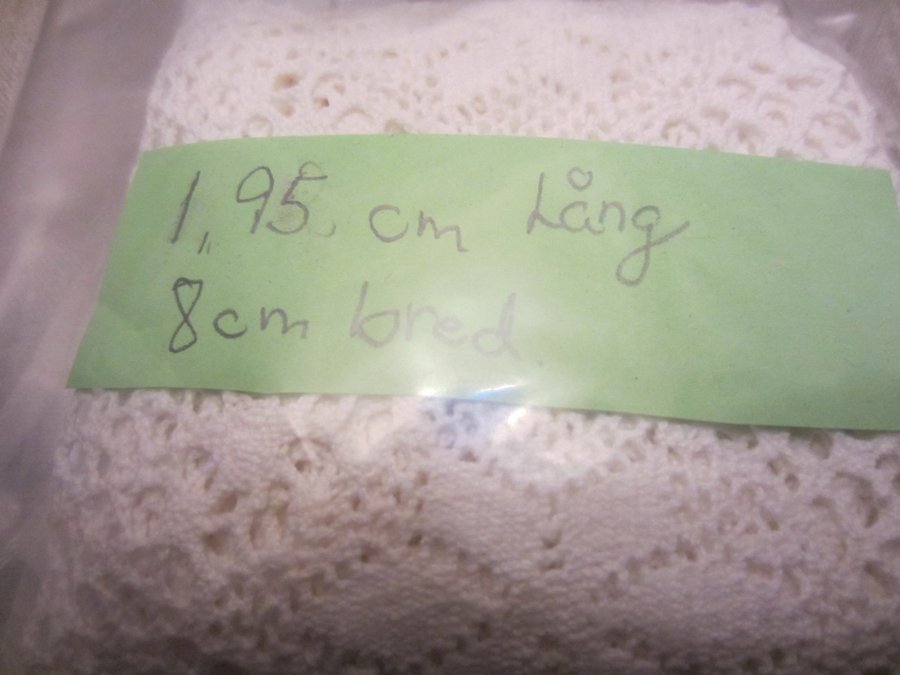 1,95 cm Lång
8cm bred